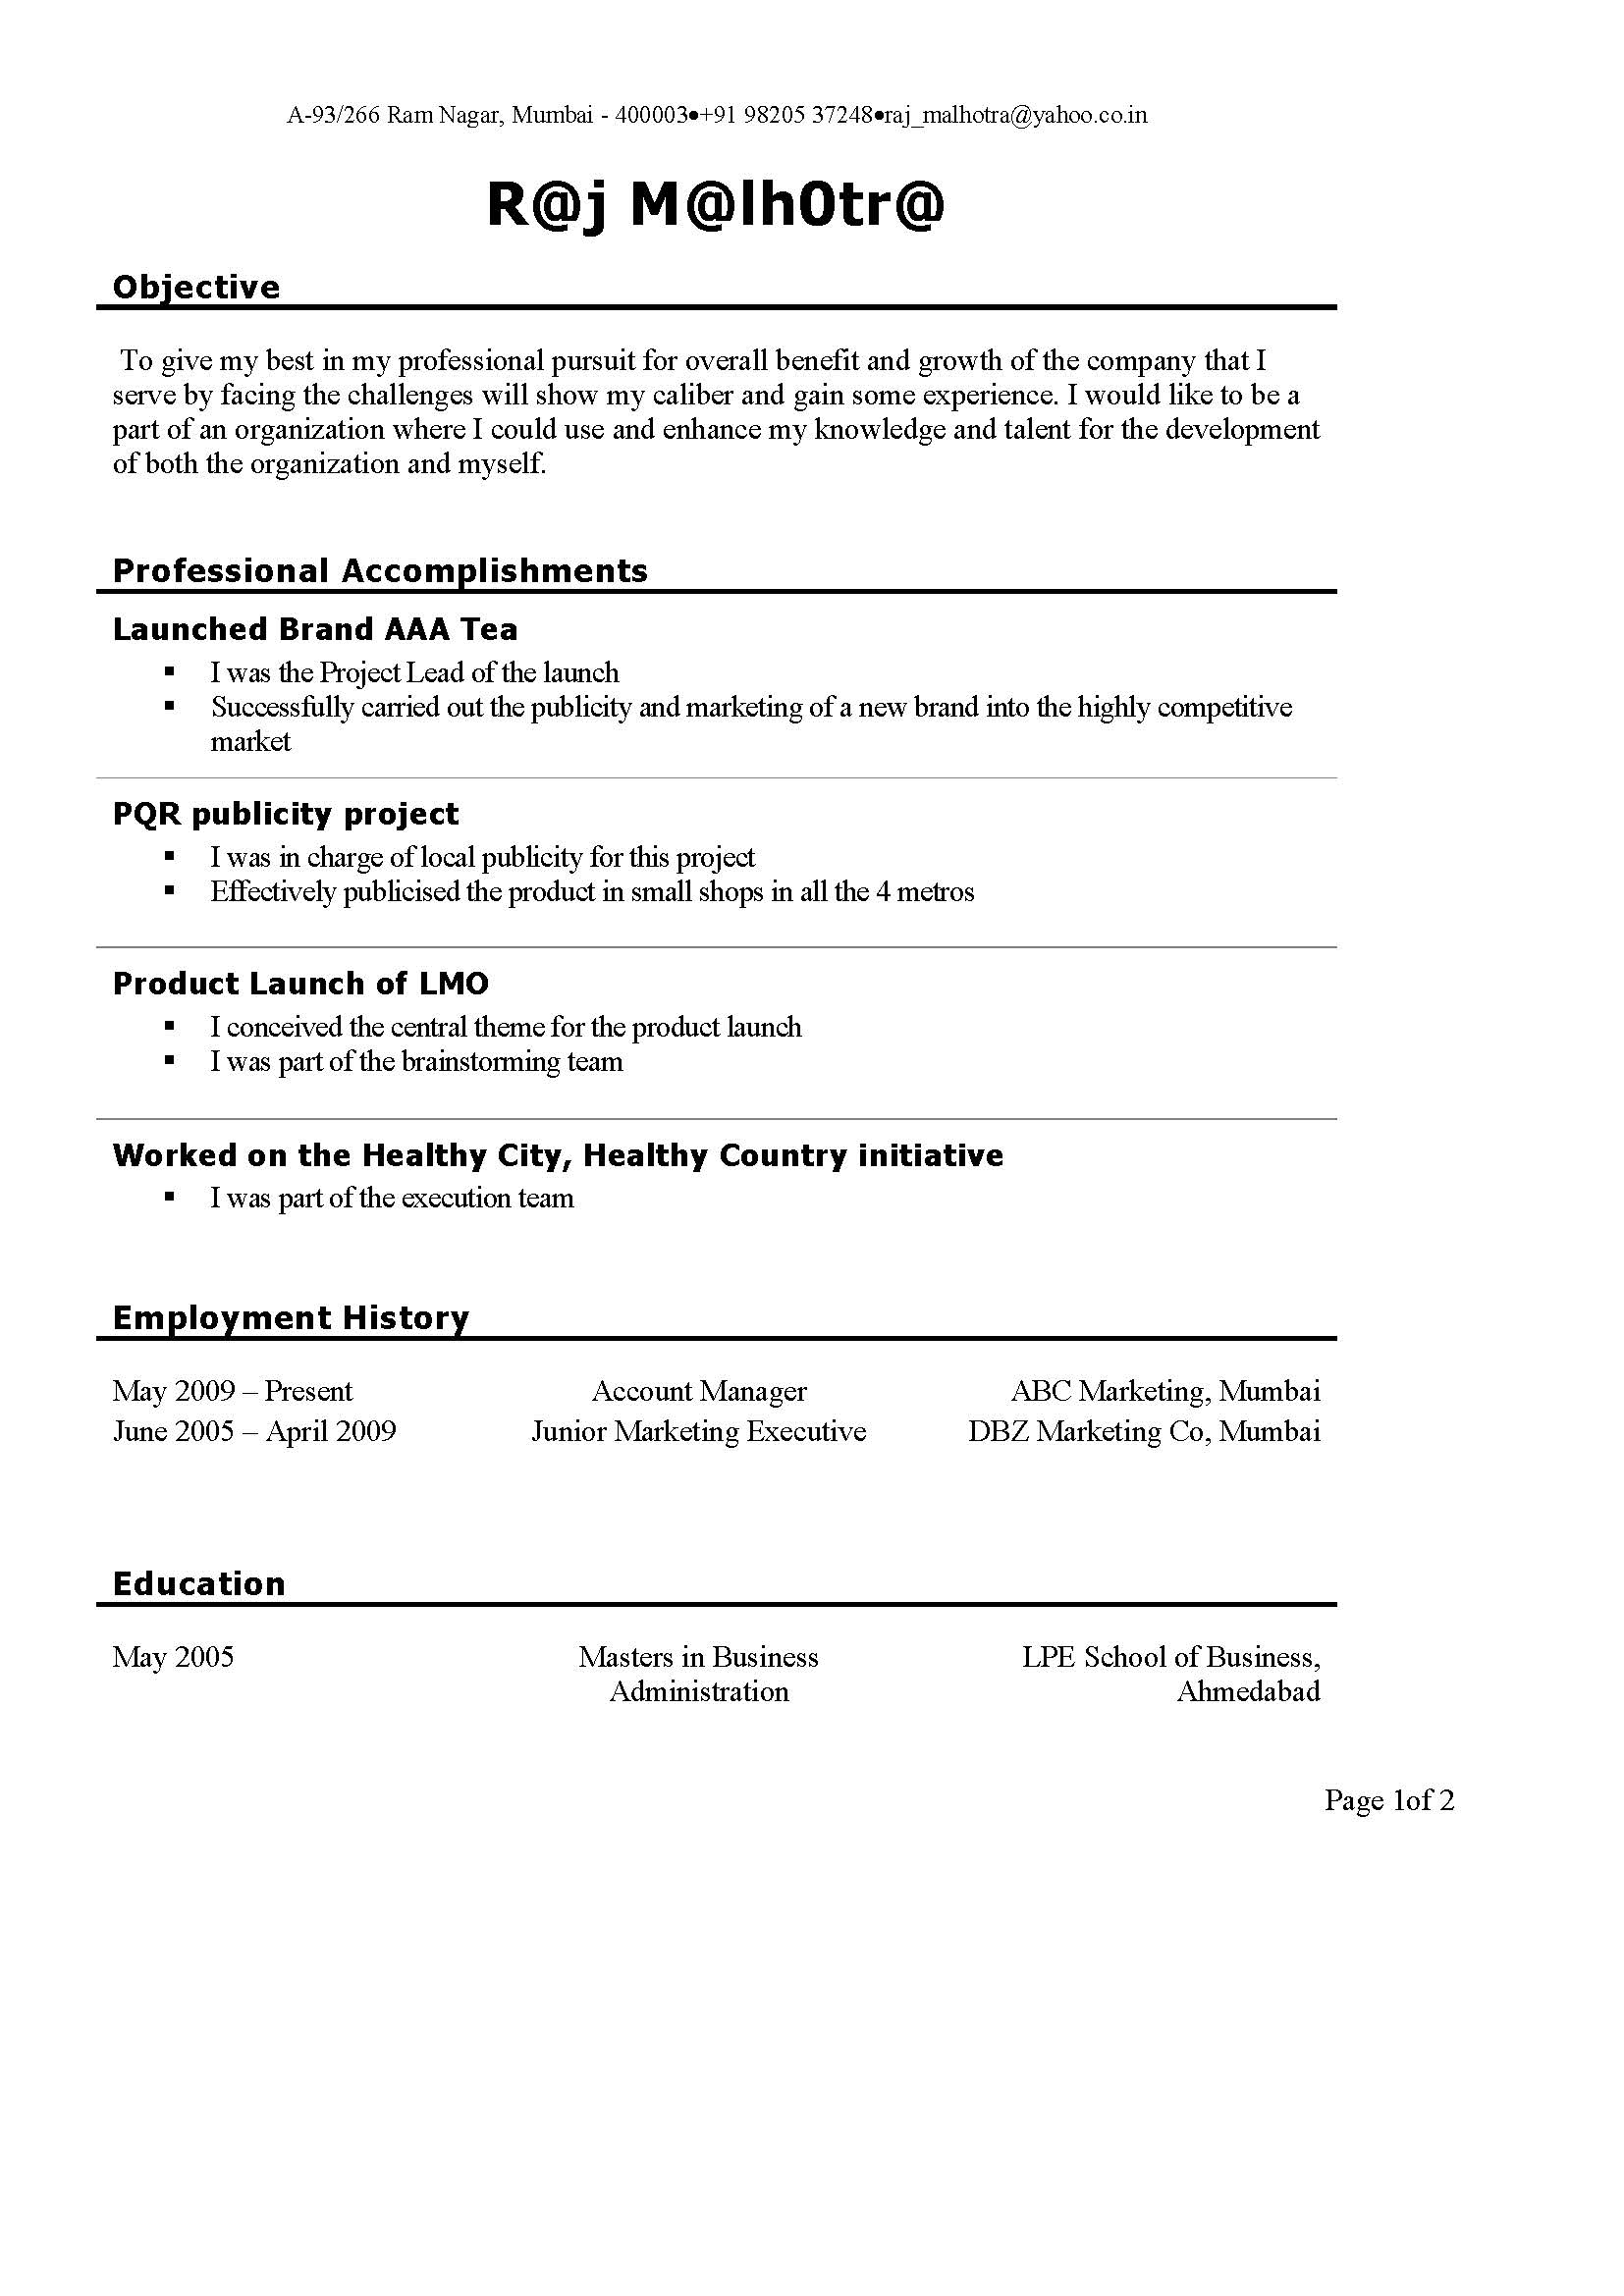 A-93/266 Ram Nagar, Mumbai - 400003•+91 98205 37248•raj_malhotra@yahoo.co.in
R@j M@lh0tr@
Objective
To give my best in my professional pursuit for overall benefit and growth of the company that I
serve by facing the challenges will show my caliber and gain some experience. I would like to be a
part of an organization where I could use and enhance my knowledge and talent for the development
of both the organization and myself.
Professional Accomplishments
Launched Brand AAA Tea
▪ I was the Project Lead of the launch
▪ Successfully carried out the publicity and marketing of a new brand into the highly competitive
market
PQR publicity project
▪ I was in charge of local publicity for this project
▪ Effectively publicised the product in small shops in all the 4 metros
Product Launch of LMO
▪ I conceived the central theme for the product launch
▪ I was part of the brainstorming team
Worked on the Healthy City, Healthy Country initiative
▪ I was part of the execution team
Employment History
May 2009 – Present Account Manager ABC Marketing, Mumbai
June 2005 – April 2009 Junior Marketing Executive DBZ Marketing Co, Mumbai
Education
May 2005 Masters in Business LPE School of Business,
Administration Ahmedabad
Page 1of 2